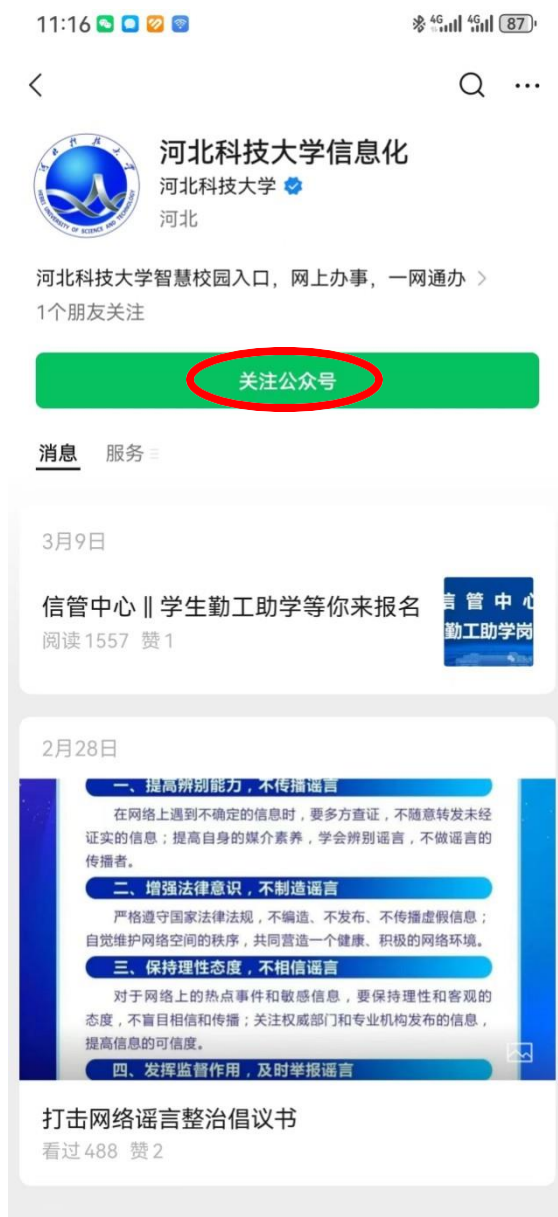 11:16
4G 4G 87
河北科技大学信息化
河北科技大学
河北
HEBEI UNIVERSITY OF SCIENCE AND TECHNOLOGY
河北科技大学智慧校园入口，网上办事，一网通办
1个朋友关注
关注公众号
消息 服务
3月9日
信管中心‖学生勤工助学等你来报名
阅读1557 赞1
信管中心
勤工助学岗
2月28日
一、提高辨别能力，不传播谣言
在网络上遇到不确定的信息时，要多方查证，不随意转发未经
证实的信息；提高自身的媒介素养，学会辨别谣言，不做谣言的
传播者。
二、增强法律意识，不制造谣言
严格遵守国家法律法规，不编造、不发布、不传播虚假信息；
自觉维护网络空间的秩序，共同营造一个健康、积极的网络环境。
三、保持理性态度，不相信谣言
对于网络上的热点事件和敏感信息，要保持理性和客观的
态度，不盲目相信和传播；关注权威部门和专业机构发布的信息，
提高信息的可信度。
四、发挥监督作用，及时举报谣言
打击网络谣言整治倡议书
看过488 赞2